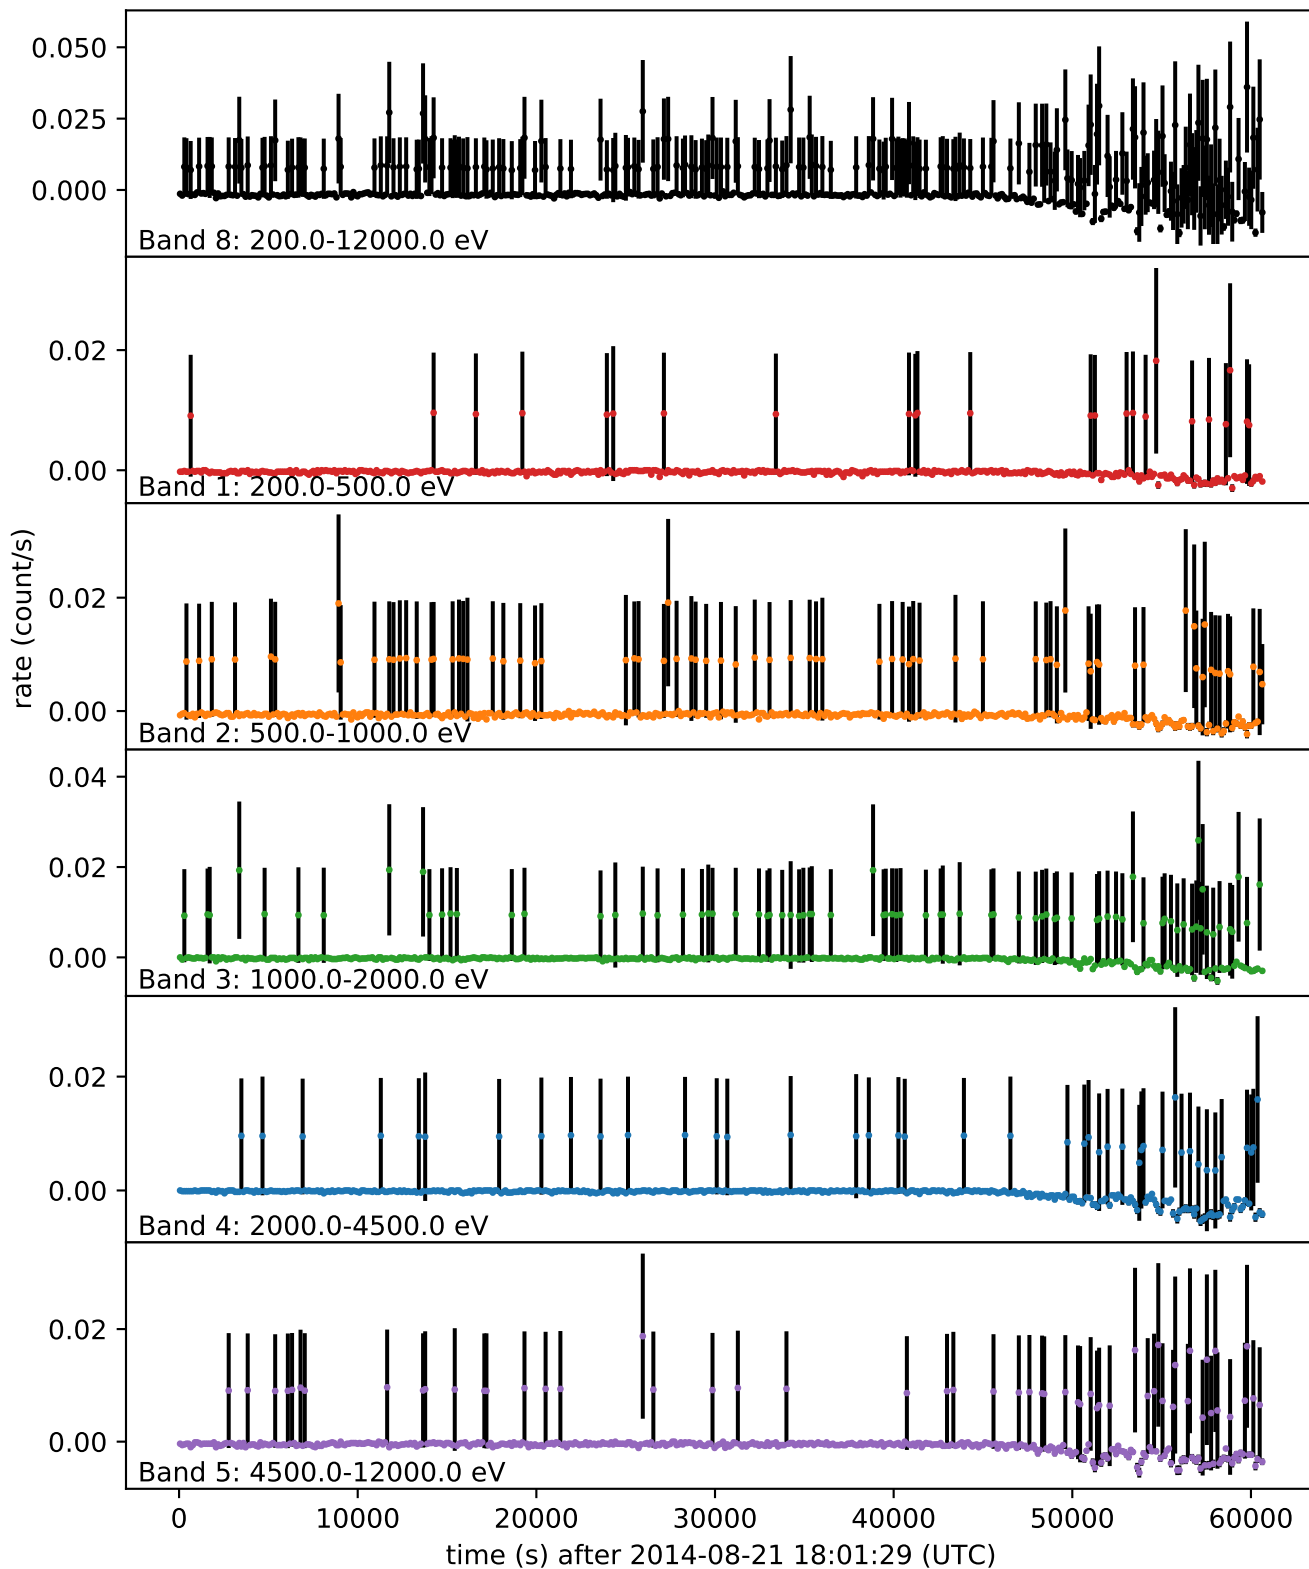 0.050
0.025
0.000
Band 8: 200.0-12000.0 eV
0.02
0.00
Band 1: 200.0-500.0 eV
rate (count/s)
0.02
0.00
Band 2: 500.0-1000.0 eV
0.04
0.02
0.00
Band 3: 1000.0-2000.0 eV
0.02
0.00
Band 4: 2000.0-4500.0 eV
0.02
0.00
Band 5: 4500.0-12000.0 eV
0 10000 20000 30000 40000 50000 60000
time (s) after 2014-08-21 18:01:29 (UTC)